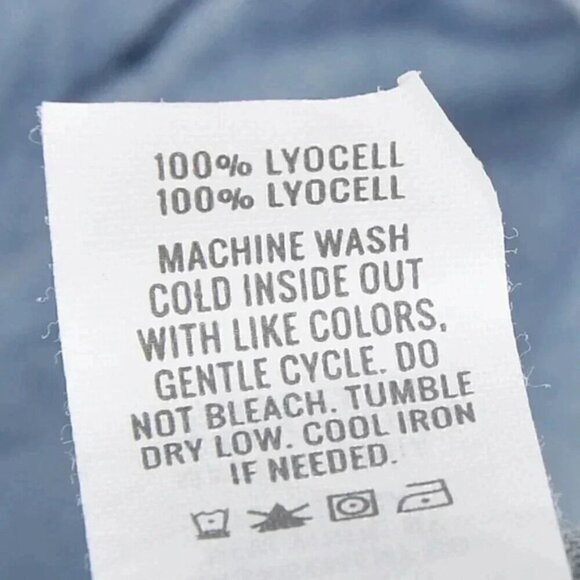 100% LYOCELL
100% LYOCELL
MACHINE WASH
COLD INSIDE OUT
WITH LIKE COLORS,
GENTLE CYCLE. DO
NOT BLEACH. TUMBLE
DRY LOW. COOL IRON
IF NEEDED.